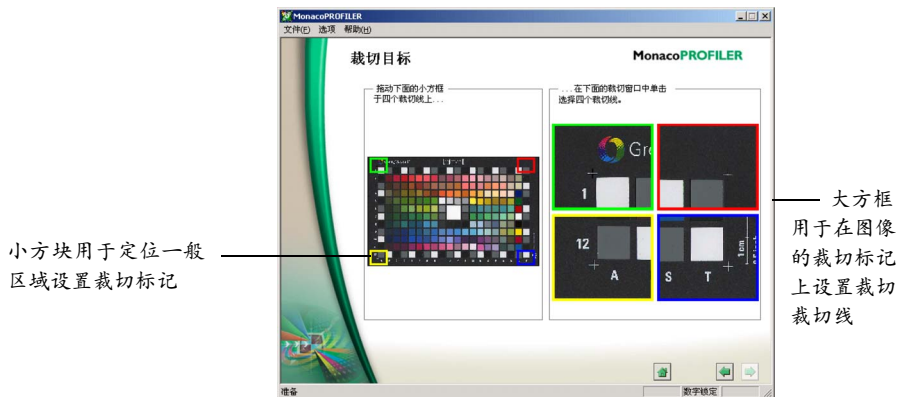 MonacoPROFILER
文件(F) 选项 帮助(H)
裁切目标
MonacoPROFILER
拖动下面的小方框
于四个裁切线上...
...在下面的裁切窗口中单击
选择四个裁切线。
Gre
1
12
A
S T
1cm
小方块用于定位一般
区域设置裁切标记
大方框
用于在图像
的裁切标记
上设置裁切
裁切线
准备
数字锁定